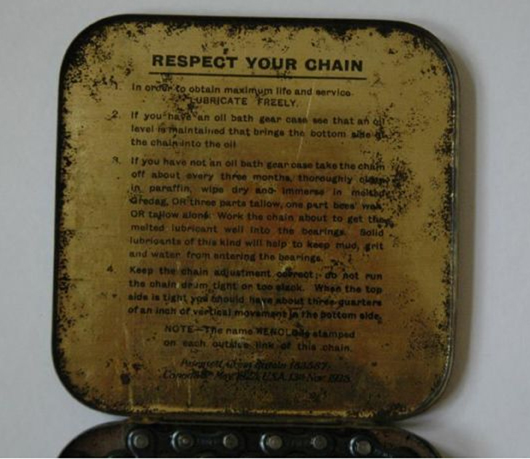 RESPECT YOUR CHAIN
1. In order to obtain maximum life and service
LUBRICATE FREELY.
2. If you have an oil bath gear case see that an oil
level is maintained that brings the bottom side of
the chain into the oil
3. If you have not an oil bath gear case take the chain
off about every three months, thoroughly clean
in paraffin, wipe dry and immerse in melted
Gredag, OR three parts tallow, one part bees' wax,
OR tallow alone. Work the chain about to get the
melted lubricant well into the bearings. Solid
lubricants of this kind will help to keep mud, grit
and water from entering the bearings.
4. Keep the chain adjustment correct; do not run
the chain drum tight or too slack. When the top
side is tight you should have about three-quarters
of an inch of vertical movement in the bottom side.
NOTE—The name RENOLD is stamped
on each outside link of this chain.
Great Britain
May 1925, U.S.A. Nov. 1925